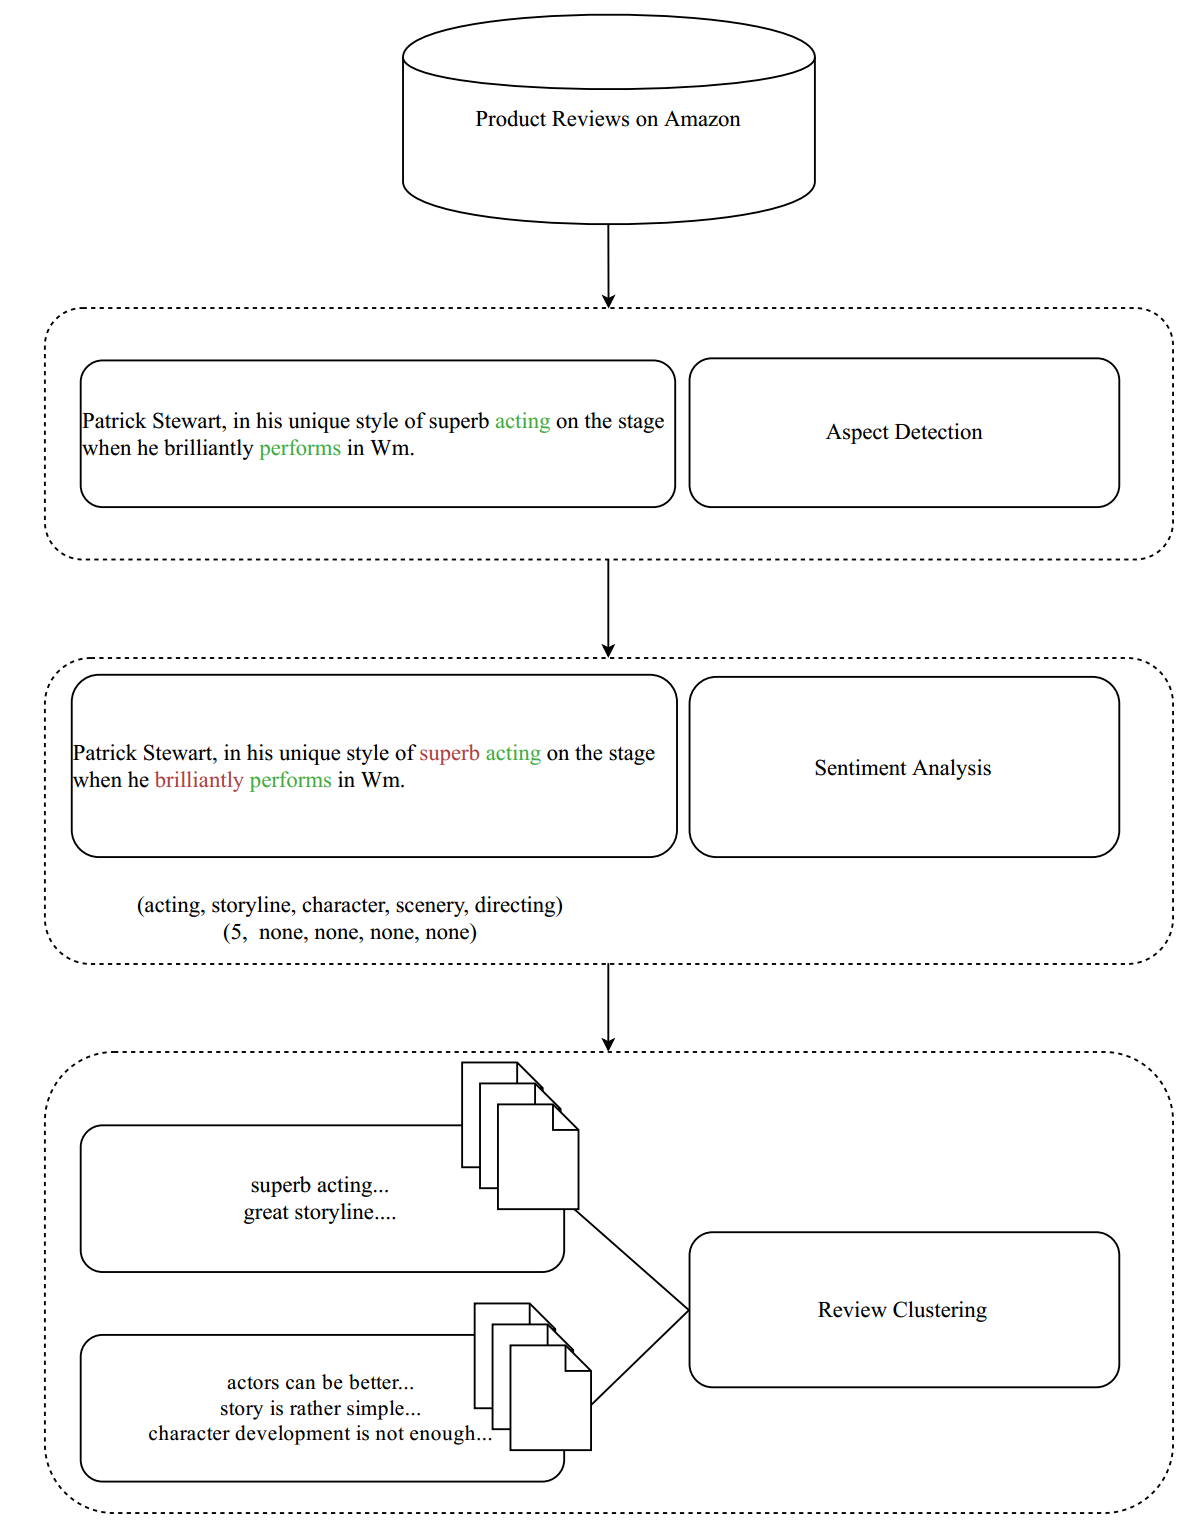 Product Reviews on Amazon
Patrick Stewart, in his unique style of superb acting on the stage
when he brilliantly performs in Wm.
Aspect Detection
Patrick Stewart, in his unique style of superb acting on the stage
when he brilliantly performs in Wm.
Sentiment Analysis
(acting, storyline, character, scenery, directing)
(5,  none, none, none, none)
superb acting...
great storyline....
Review Clustering
actors can be better...
story is rather simple...
character development is not enough...